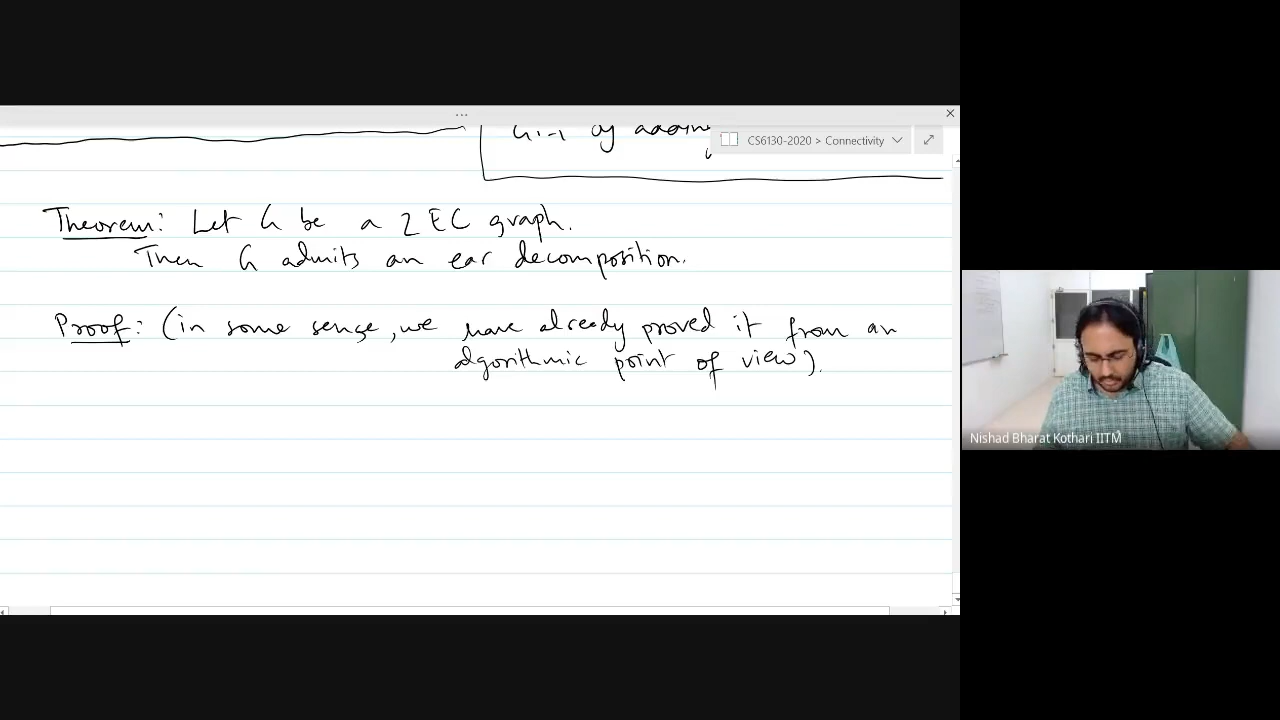 by
CS6130-2020 > Connectivity
Theorem: Let G be a 2EC graph.
Then G admits an ear decomposition.
Proof: (in some sense, we have already proved it from an
algorithmic point of view).
Nishad Bharat Kothari IITM